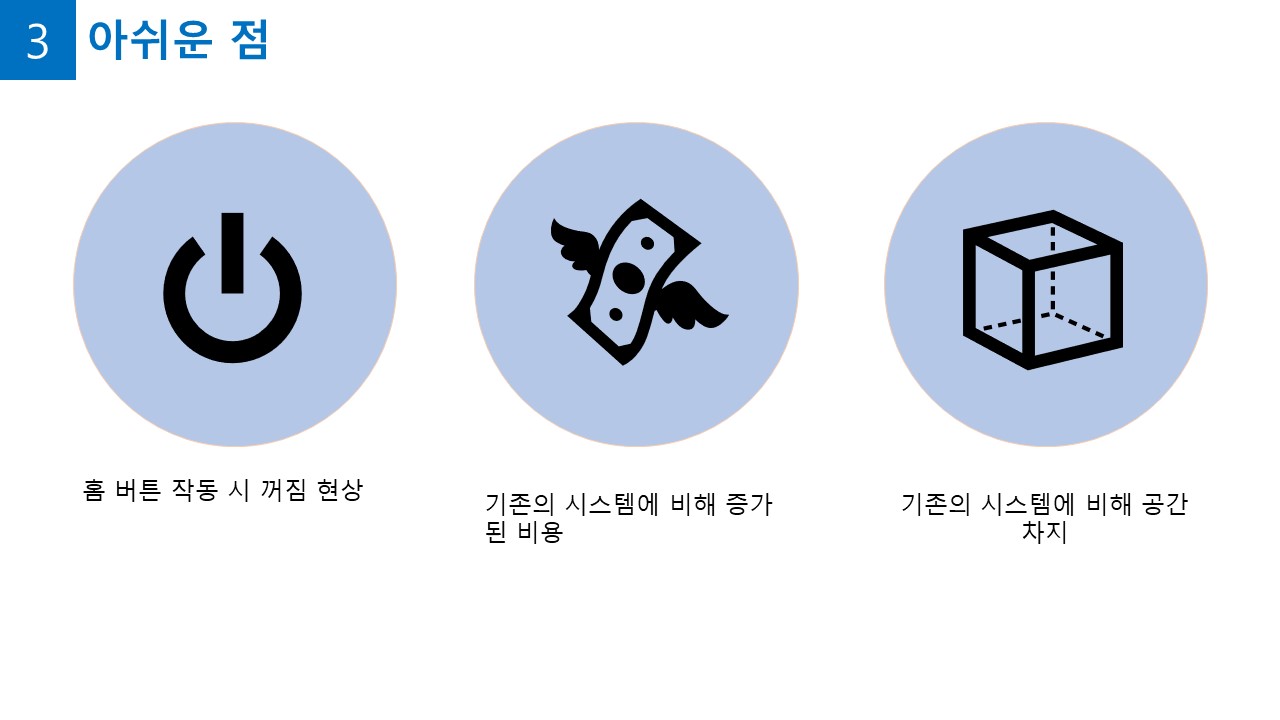 3 아쉬운 점
홈 버튼 작동 시 꺼짐 현상
기존의 시스템에 비해 증가
된 비용
기존의 시스템에 비해 공간
차지